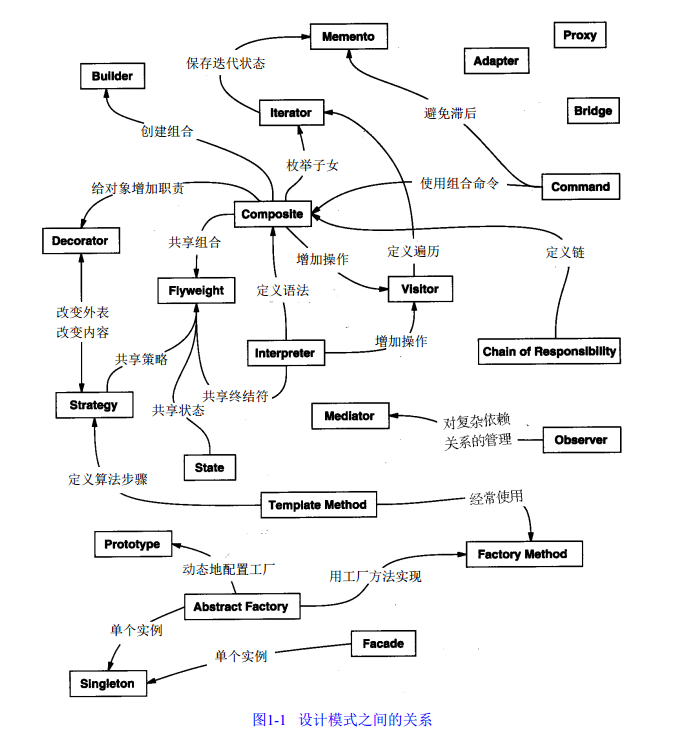 Memento
Proxy
Adapter
保存迭代状态
Builder
Iterator
避免滞后
Bridge
创建组合
枚举子女
给对象增加职责
使用组合命令
Command
Composite
Decorator
共享组合
增加操作
定义遍历
定义链
Flyweight
定义语法
Visitor
改变外表
改变内容
共享策略
Interpreter
增加操作
Chain of Responsibility
Strategy
共享状态
共享终结符
Mediator
对复杂依赖
关系的管理
Observer
State
定义算法步骤
Template Method
经常使用
Prototype
动态地配置工厂
用工厂方法实现
Factory Method
Abstract Factory
单个实例
Facade
单个实例
Singleton
图1-1 设计模式之间的关系